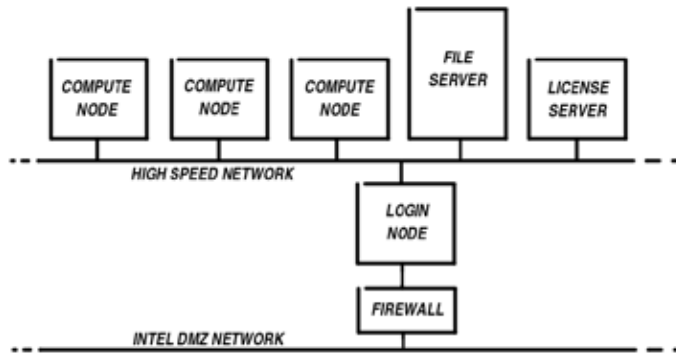 COMPUTE
NODE
COMPUTE
NODE
COMPUTE
NODE
FILE
SERVER
LICENSE
SERVER
HIGH SPEED NETWORK
LOGIN
NODE
FIREWALL
INTEL DMZ NETWORK